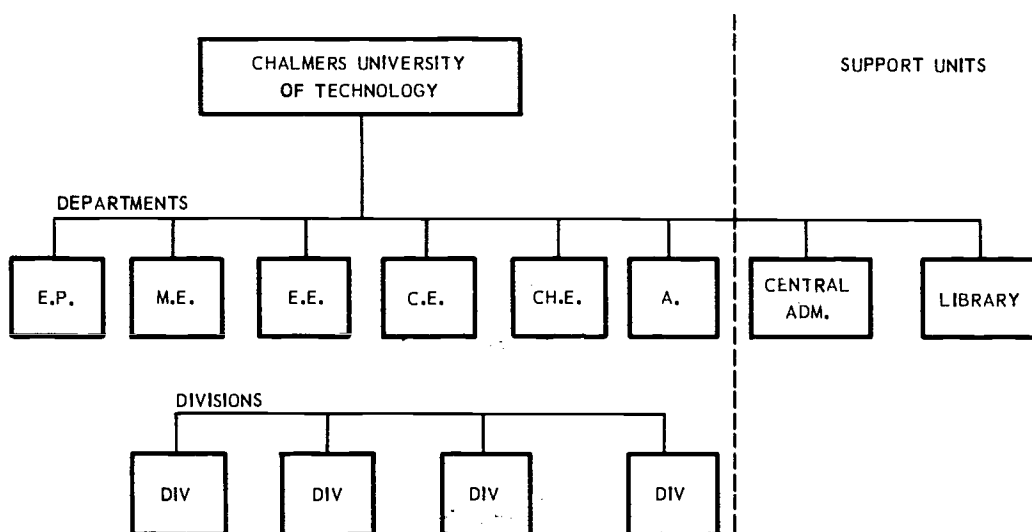 CHALMERS UNIVERSITY
OF TECHNOLOGY
SUPPORT UNITS
DEPARTMENTS
E.P.
M.E.
E.E.
C.E.
CH.E.
A.
CENTRAL
ADM.
LIBRARY
DIVISIONS
DIV
DIV
DIV
DIV